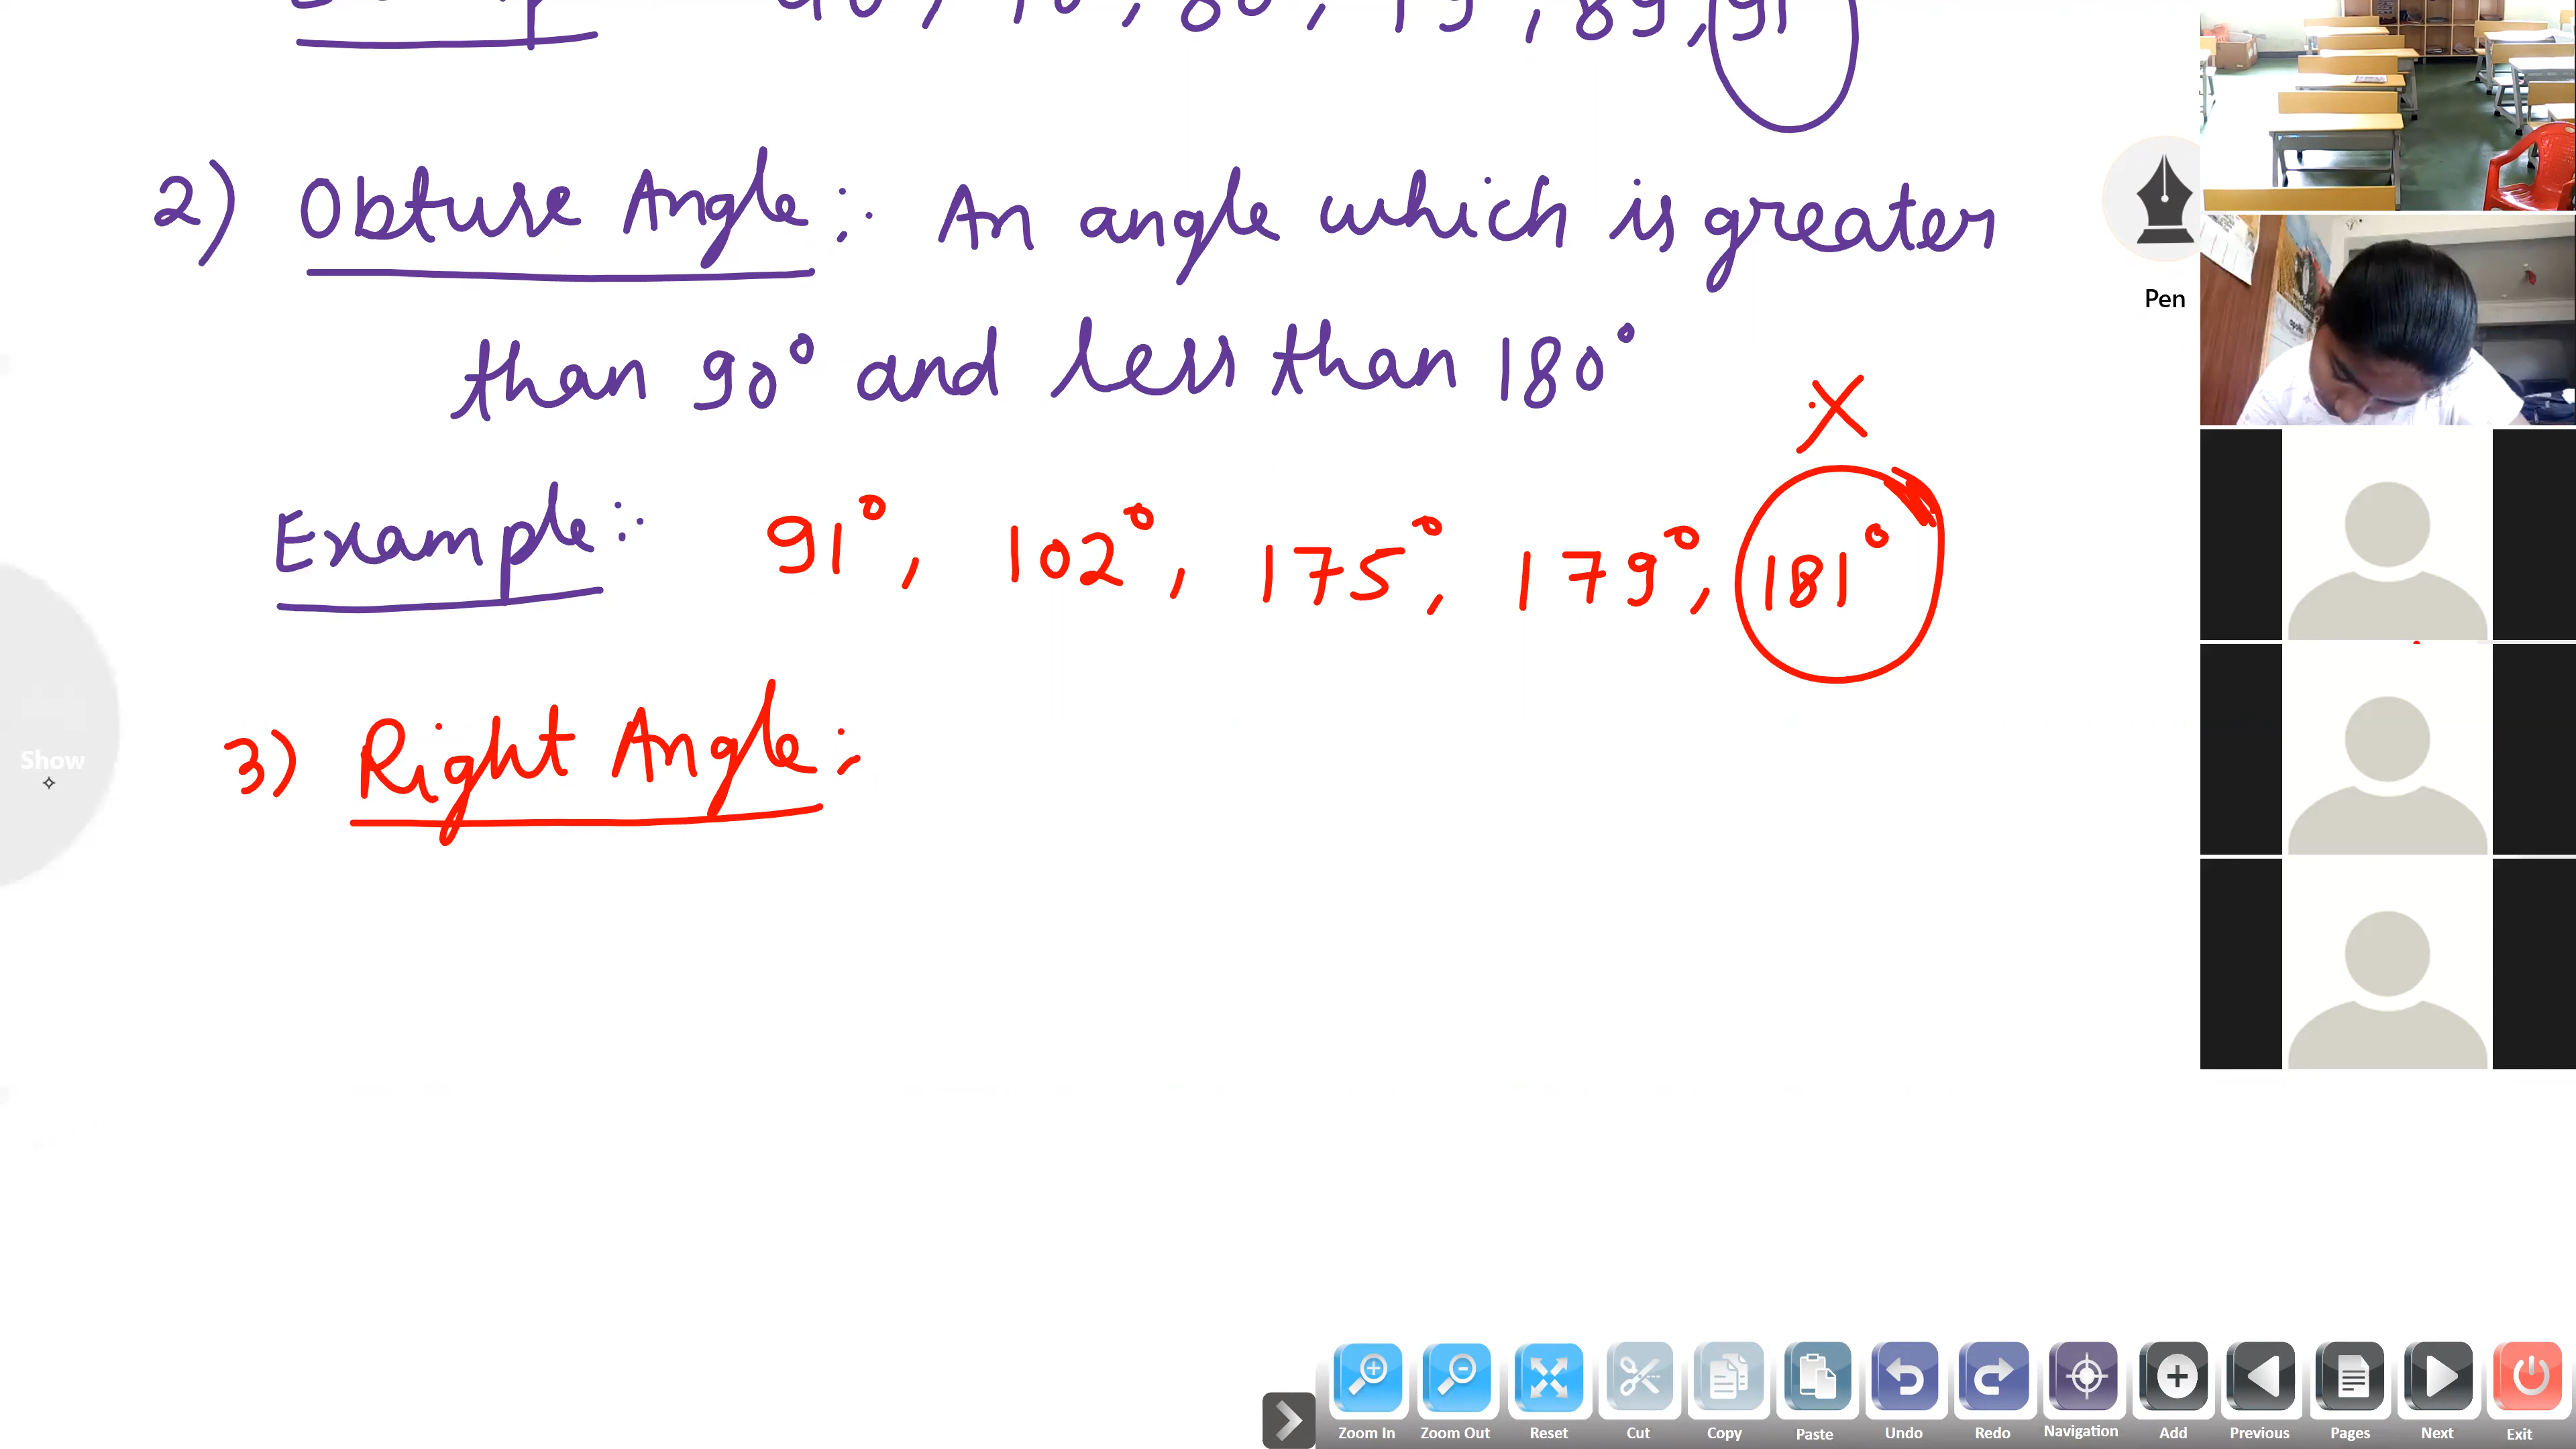 91
2) Obtuse Angle :- An angle which is greater
Pen
than 90° and less than 180°
X
Example :- 91°, 102°, 175°, 179°, 181°
Show
3) Right Angle :-
Zoom In Zoom Out Reset Cut Copy Paste Undo Redo Navigation Add Previous Pages Next Exit